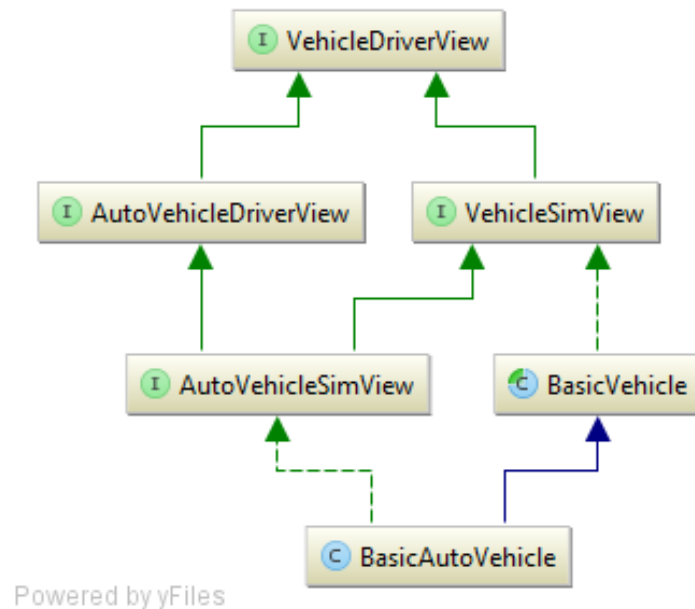 I VehicleDriverView
I AutoVehicleDriverView
I VehicleSimView
I AutoVehicleSimView
C BasicVehicle
C BasicAutoVehicle
Powered by yFiles